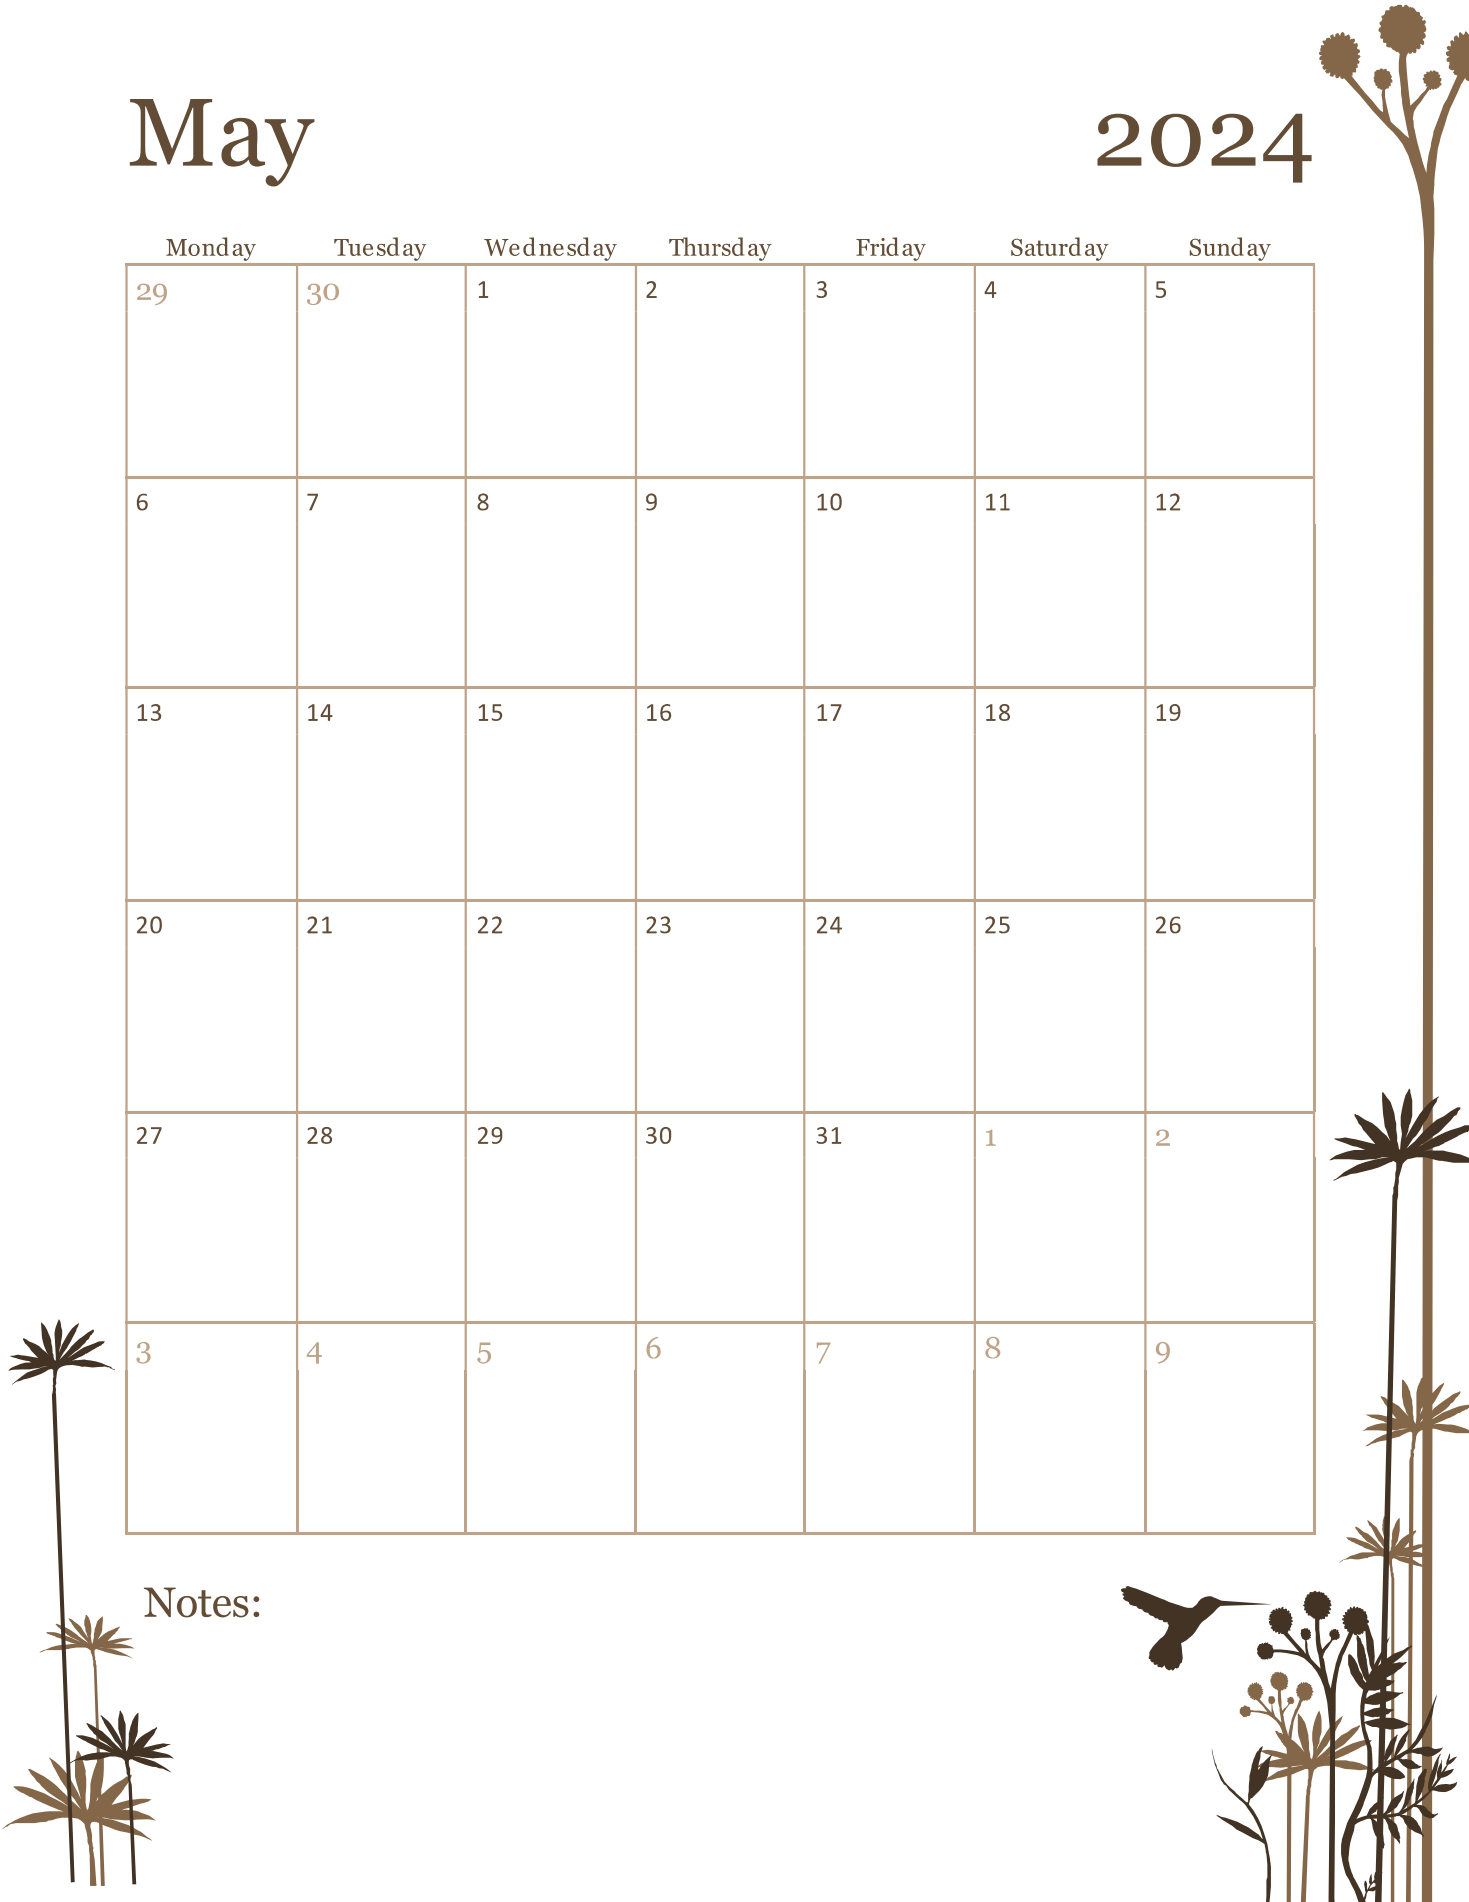 May 2024
Monday Tuesday Wednesday Thursday Friday Saturday Sunday
29 30 1 2 3 4 5
6 7 8 9 10 11 12
13 14 15 16 17 18 19
20 21 22 23 24 25 26
27 28 29 30 31 1 2
3 4 5 6 7 8 9
Notes: